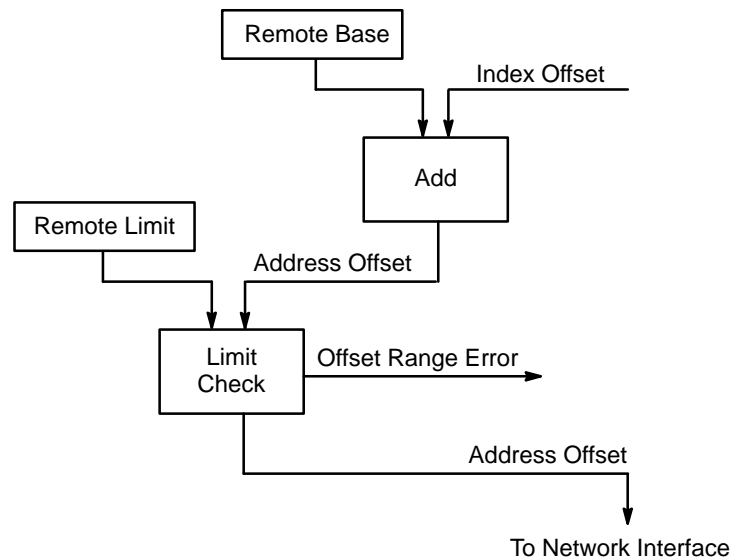 Remote Base
Index Offset
Add
Remote Limit
Address Offset
Limit
Check
Offset Range Error
Address Offset
To Network Interface